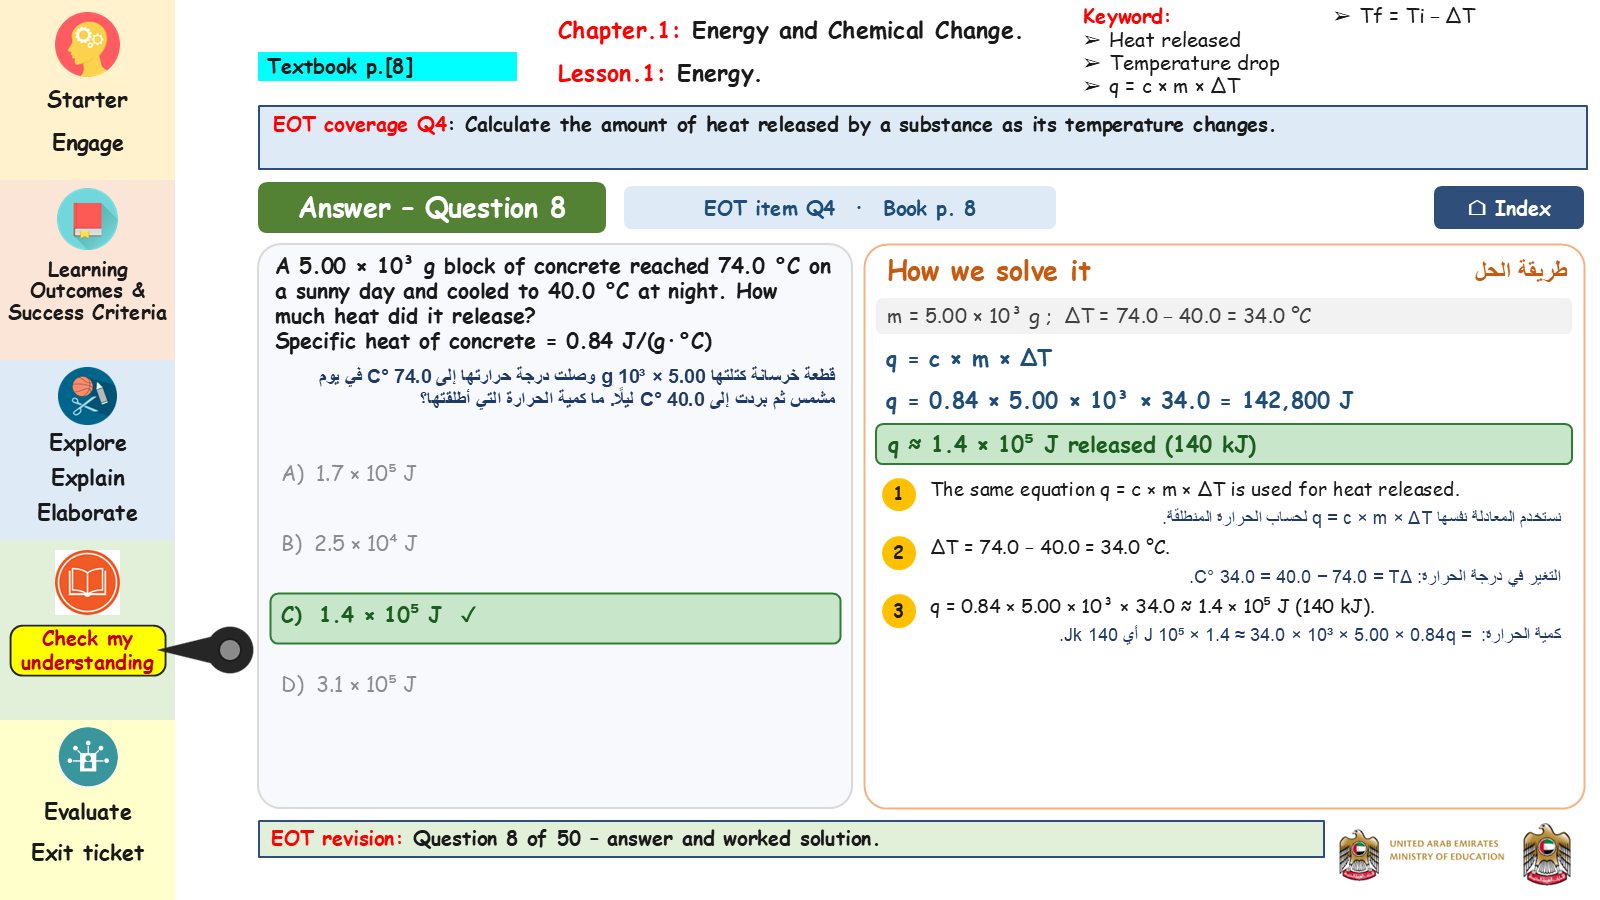 Starter
Engage
Learning
Outcomes &
Success Criteria
Explore
Explain
Elaborate
Check my
understanding
Evaluate
Exit ticket
Textbook p.[8]
Chapter.1: Energy and Chemical Change.
Lesson.1: Energy.
Keyword:
➢ Heat released
➢ Temperature drop
➢ q = c × m × ΔT
➢ Tf = Ti – ΔT
EOT coverage Q4: Calculate the amount of heat released by a substance as its temperature changes.
Answer – Question 8
EOT item Q4 · Book p. 8
☖ Index
A 5.00 × 10³ g block of concrete reached 74.0 °C on
a sunny day and cooled to 40.0 °C at night. How
much heat did it release?
Specific heat of concrete = 0.84 J/(g·°C)
قطعة خرسانة كتلتها 5.00 × 10³ g وصلت درجة حرارتها إلى 74.0 °C في يوم
مشمس ثم بردت إلى 40.0 °C ليلًا. ما كمية الحرارة التي أطلقتها؟
A) 1.7 × 10⁵ J
B) 2.5 × 10⁴ J
C) 1.4 × 10⁵ J ✓
D) 3.1 × 10⁵ J
How we solve it
طريقة الحل
m = 5.00 × 10³ g ; ΔT = 74.0 – 40.0 = 34.0 °C
q = c × m × ΔT
q = 0.84 × 5.00 × 10³ × 34.0 = 142,800 J
q ≈ 1.4 × 10⁵ J released (140 kJ)
1 The same equation q = c × m × ΔT is used for heat released.
نستخدم المعادلة نفسها q = c × m × ΔT لحساب الحرارة المنطلقة.
2 ΔT = 74.0 – 40.0 = 34.0 °C.
التغير في درجة الحرارة: ΔT = 74.0 – 40.0 = 34.0 °C.
3 q = 0.84 × 5.00 × 10³ × 34.0 ≈ 1.4 × 10⁵ J (140 kJ).
كمية الحرارة: = 0.84q × 5.00 × 10³ × 34.0 ≈ 1.4 × 10⁵ J أي 140 Jk.
EOT revision: Question 8 of 50 – answer and worked solution.
UNITED ARAB EMIRATES
MINISTRY OF EDUCATION